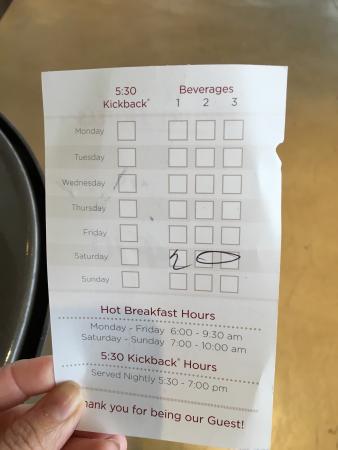 5:30 Beverages
Kickback® 1 2 3
Monday
Tuesday
Wednesday
Thursday
Friday
Saturday
Sunday
Hot Breakfast Hours
Monday - Friday 6:00 - 9:30 am
Saturday - Sunday 7:00 - 10:00 am
5:30 Kickback® Hours
Served Nightly 5:30 - 7:00 pm
hank you for being our Guest!